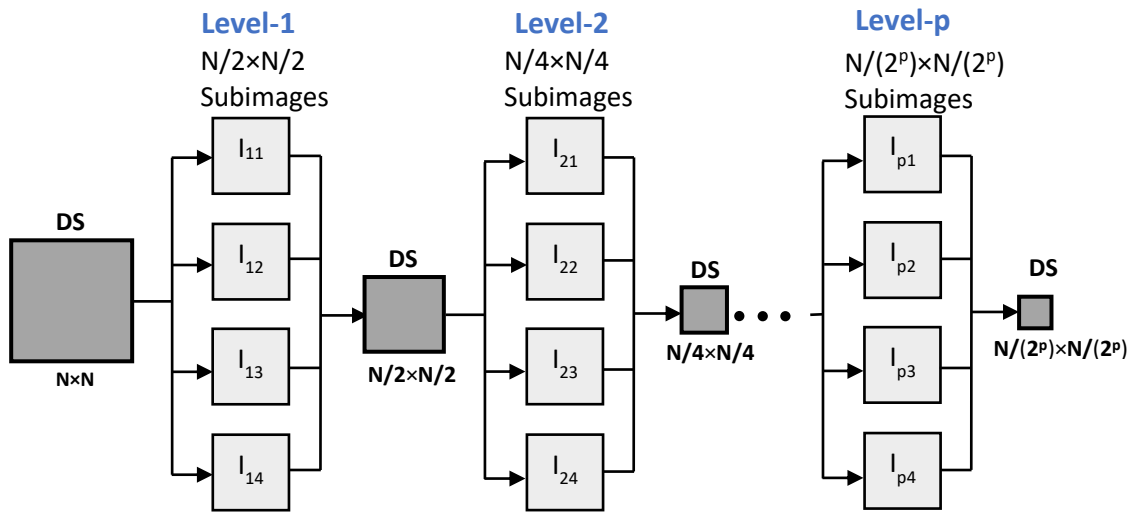 Level-1
N/2×N/2
Subimages
Level-2
N/4×N/4
Subimages
Level-p
N/(2ᵖ)×N/(2ᵖ)
Subimages
DS
N×N
I₁₁
I₁₂
I₁₃
I₁₄
DS
N/2×N/2
I₂₁
I₂₂
I₂₃
I₂₄
DS
N/4×N/4
• • •
Iₚ₁
Iₚ₂
Iₚ₃
Iₚ₄
DS
N/(2ᵖ)×N/(2ᵖ)